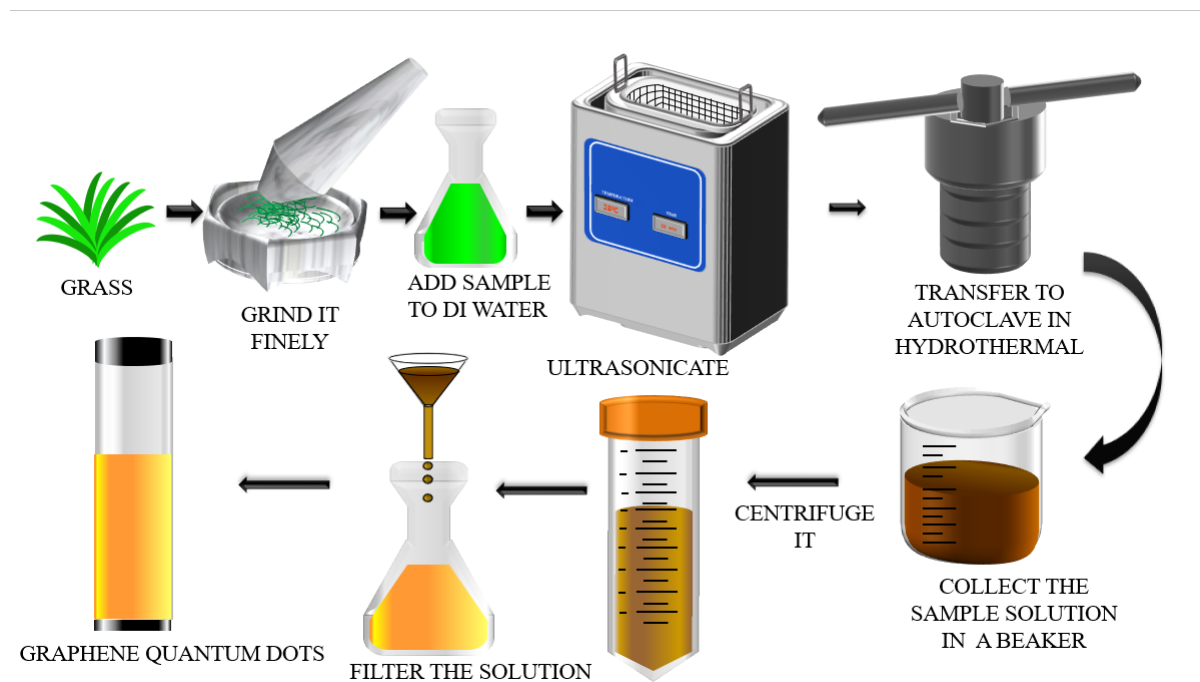 GRASS
GRIND IT
FINELY
ADD SAMPLE
TO DI WATER
ULTRASONICATE
TRANSFER TO
AUTOCLAVE IN
HYDROTHERMAL
COLLECT THE
SAMPLE SOLUTION
IN A BEAKER
CENTRIFUGE
IT
FILTER THE SOLUTION
GRAPHENE QUANTUM DOTS